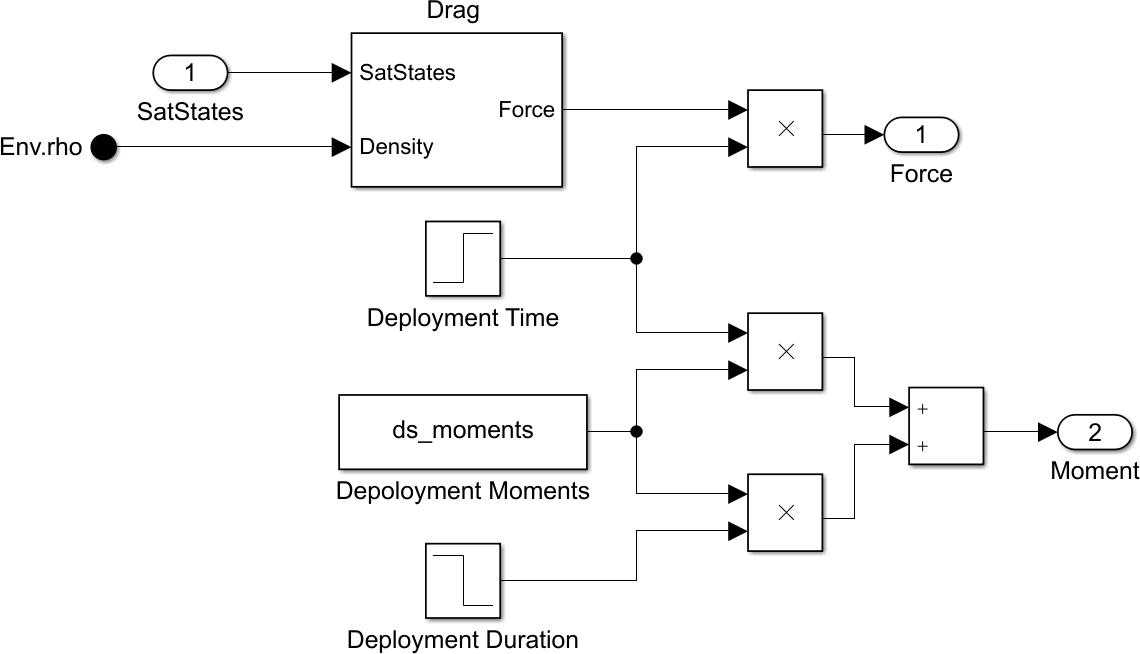 Drag
1
SatStates
SatStates
Force
Env.rho
Density
×
1
Force
Deployment Time
×
ds_moments
Depoloyment Moments
+
+
2
Moment
×
Deployment Duration